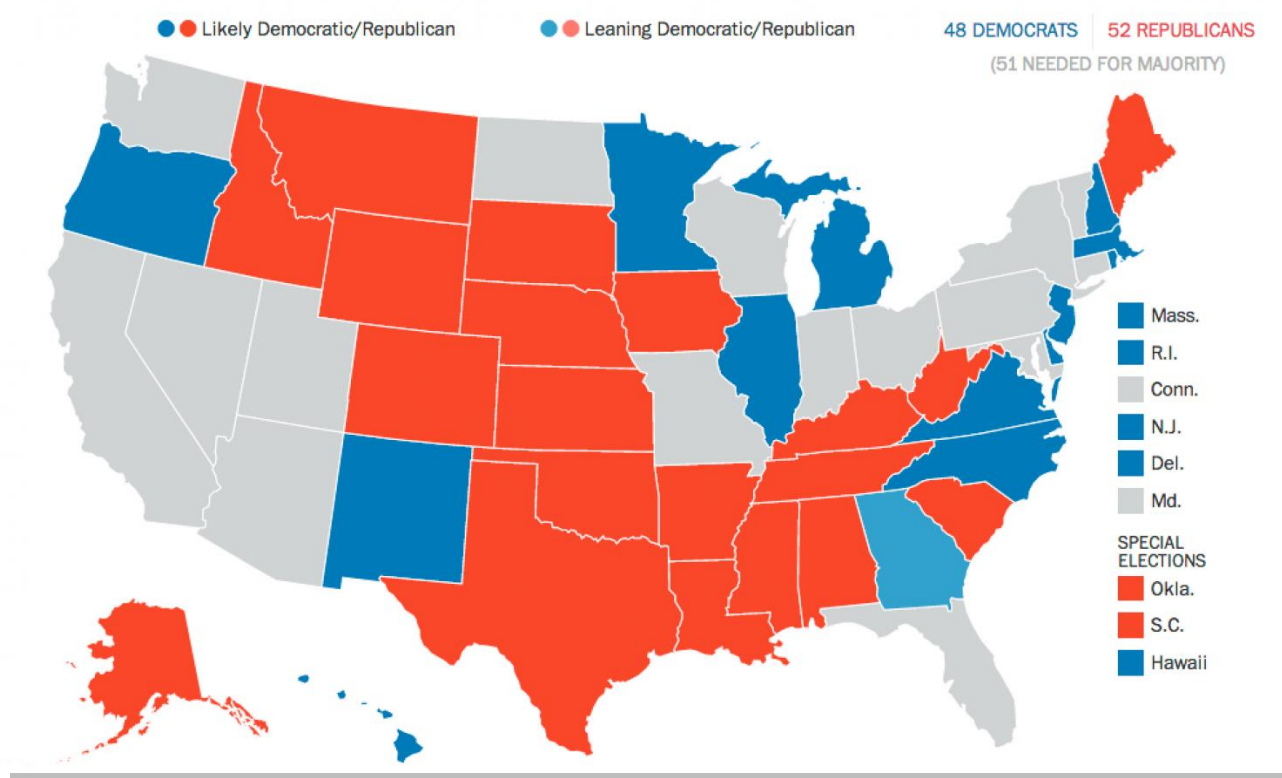 Likely Democratic/Republican
Leaning Democratic/Republican
48 DEMOCRATS
52 REPUBLICANS
(51 NEEDED FOR MAJORITY)
Mass.
R.I.
Conn.
N.J.
Del.
Md.
SPECIAL
ELECTIONS
Okla.
S.C.
Hawaii